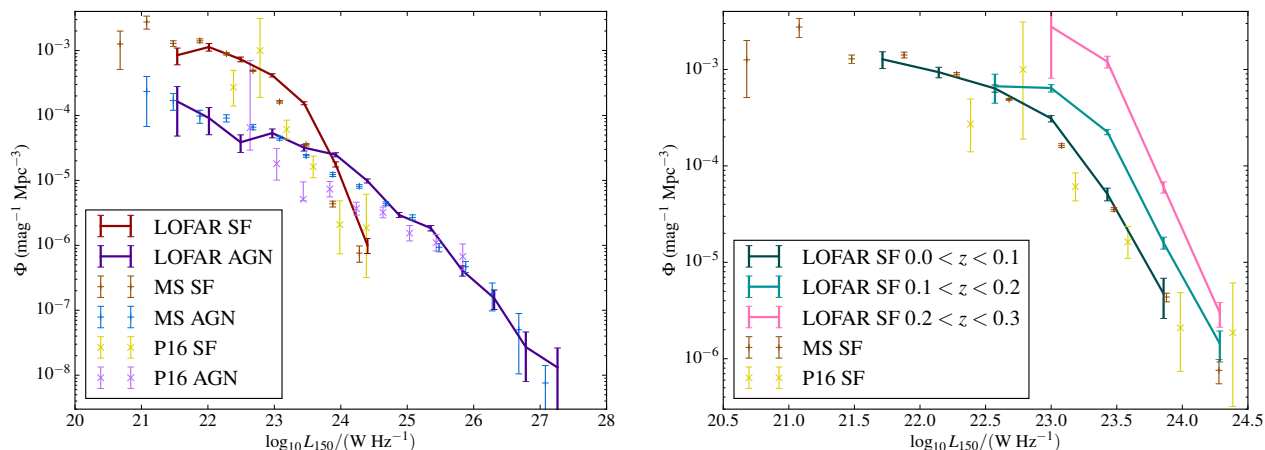 10⁻³
10⁻⁴
10⁻⁵
10⁻⁶
10⁻⁷
10⁻⁸
Φ (mag⁻¹ Mpc⁻³)
LOFAR SF
LOFAR AGN
MS SF
MS AGN
P16 SF
P16 AGN
20 21 22 23 24 25 26 27 28
log₁₀ L₁₅₀/(W Hz⁻¹)
10⁻³
10⁻⁴
10⁻⁵
10⁻⁶
Φ (mag⁻¹ Mpc⁻³)
LOFAR SF 0.0 < z < 0.1
LOFAR SF 0.1 < z < 0.2
LOFAR SF 0.2 < z < 0.3
MS SF
P16 SF
20.5 21.0 21.5 22.0 22.5 23.0 23.5 24.0 24.5
log₁₀ L₁₅₀/(W Hz⁻¹)